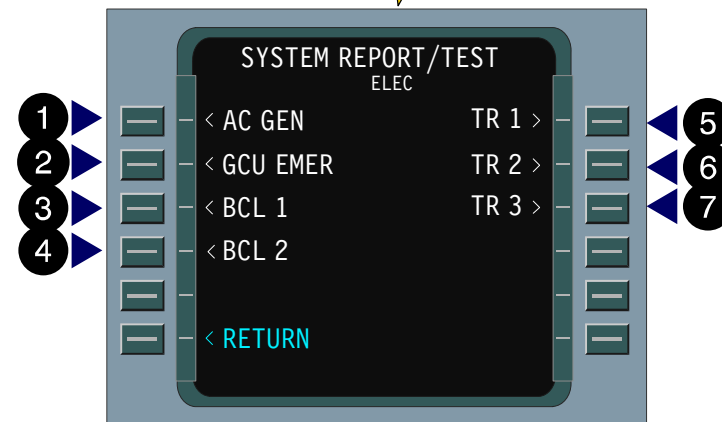 SYSTEM REPORT/TEST
ELEC
1 < AC GEN TR 1 > 5
2 < GCU EMER TR 2 > 6
3 < BCL 1 TR 3 > 7
4 < BCL 2
< RETURN